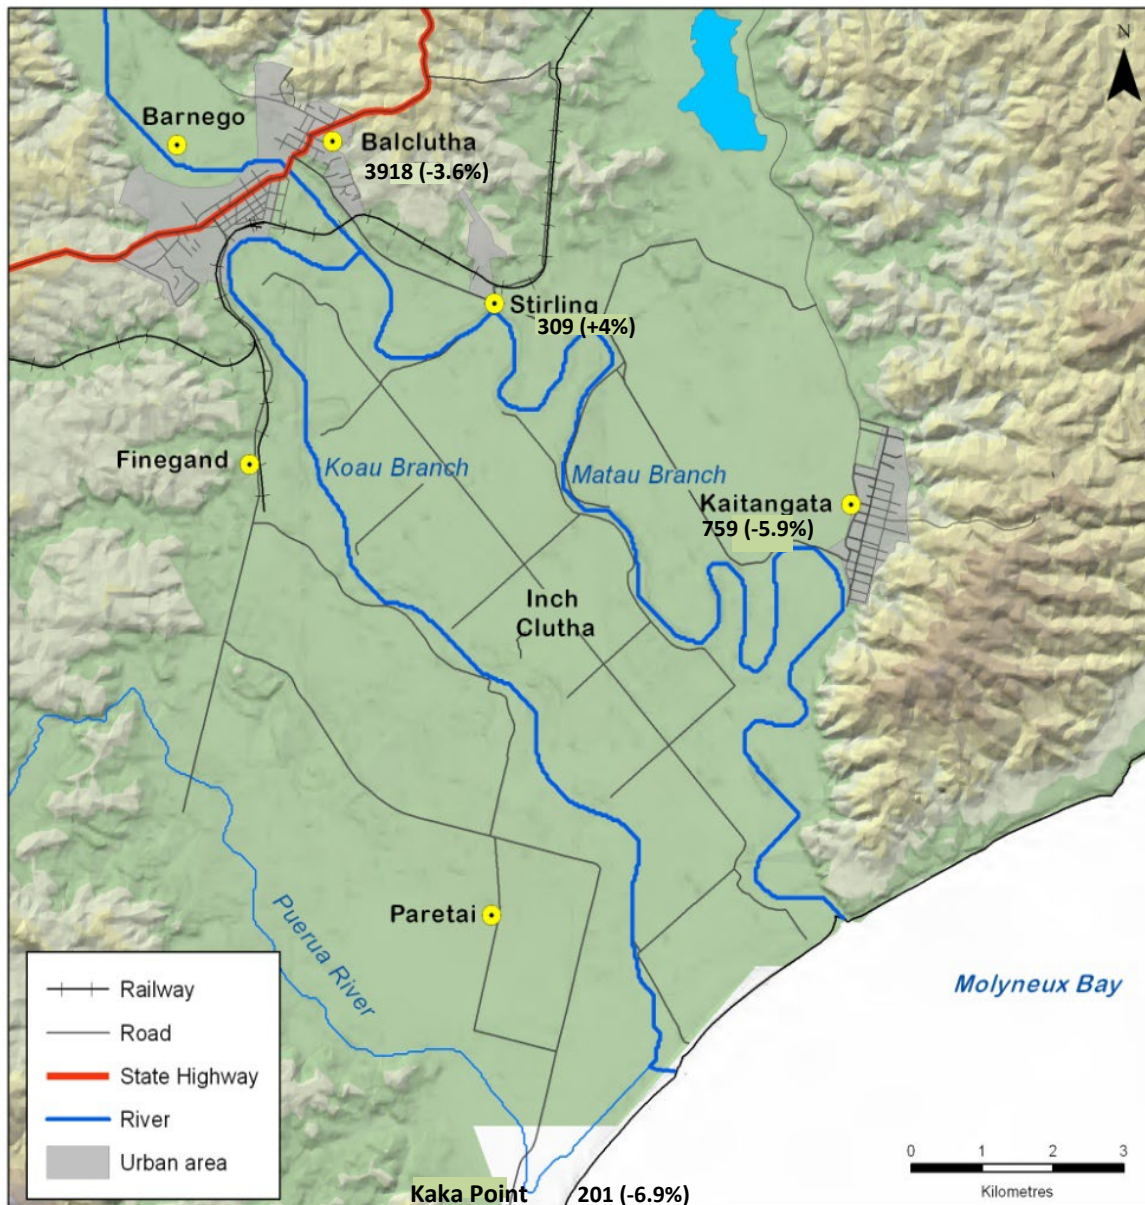 N
Barnego
Balclutha
3918 (-3.6%)
Stirling
309 (+4%)
Finegand
Koau Branch
Matau Branch
Kaitangata
759 (-5.9%)
Inch
Clutha
Paretai
Puerua River
Molyneux Bay
Railway
Road
State Highway
River
Urban area
0 1 2 3
Kilometres
Kaka Point 201 (-6.9%)